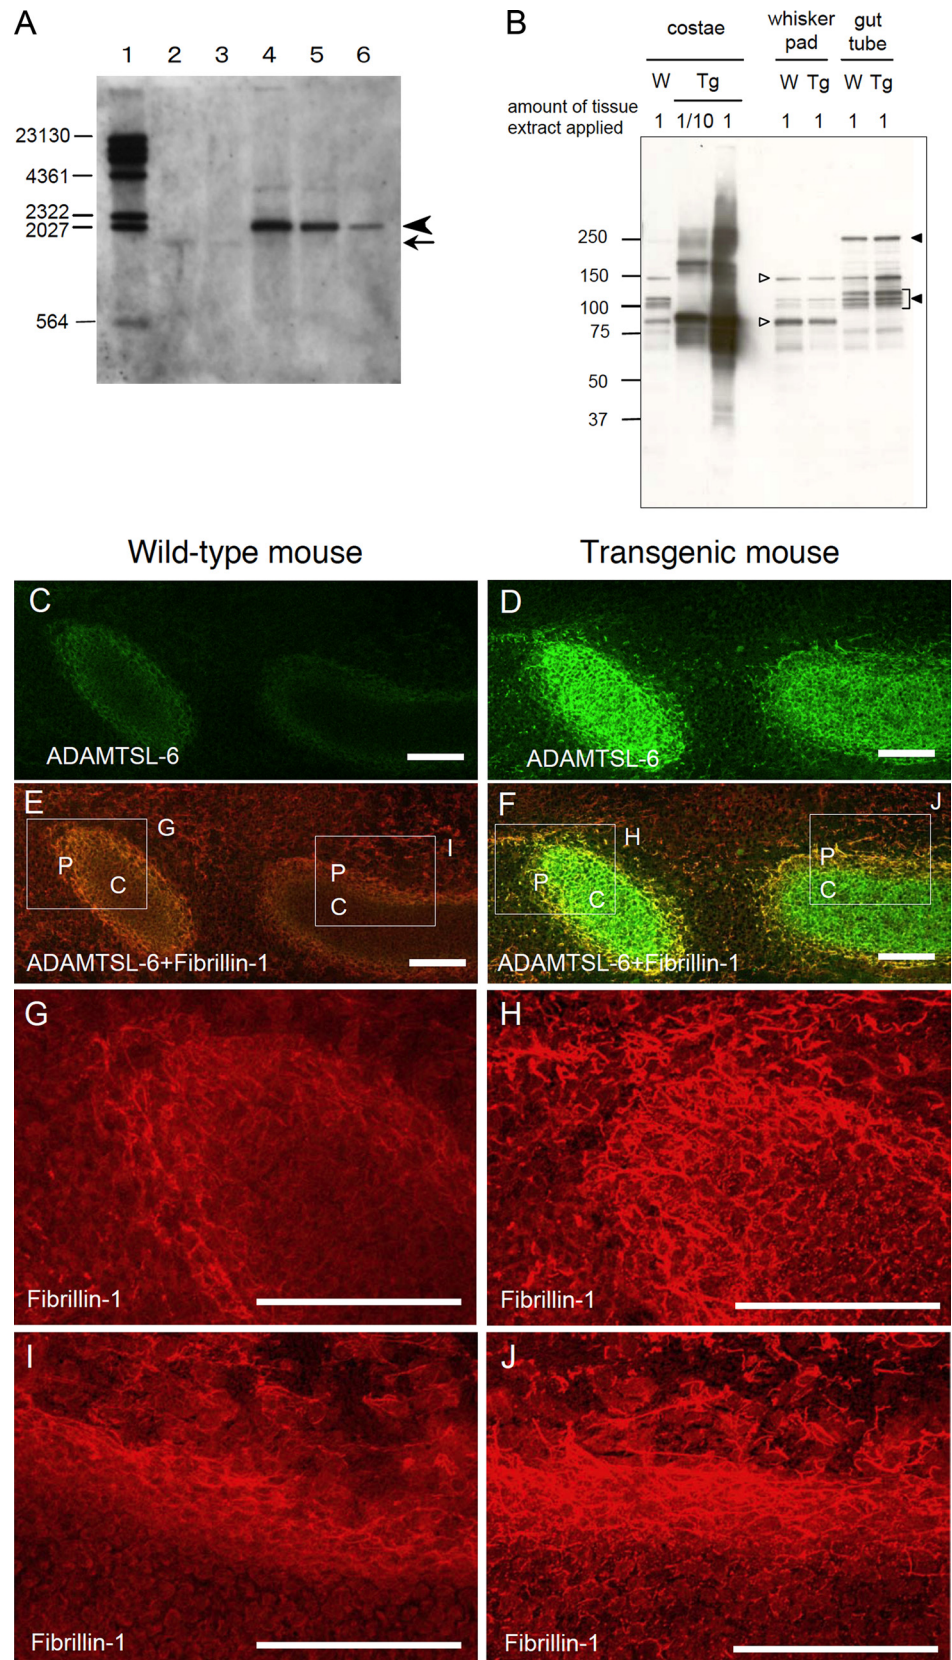 A
1 2 3 4 5 6
23130
4361
2322
2027
564
B
costae
whisker pad
gut tube
W Tg W Tg W Tg
amount of tissue
extract applied
1 1/10 1 1 1 1 1
250
150
100
75
50
37
Wild-type mouse
Transgenic mouse
C
ADAMTSL-6
D
ADAMTSL-6
E
G
I
P
C
P
C
ADAMTSL-6+Fibrillin-1
F
H
J
P
C
P
C
ADAMTSL-6+Fibrillin-1
G
Fibrillin-1
H
Fibrillin-1
I
Fibrillin-1
J
Fibrillin-1